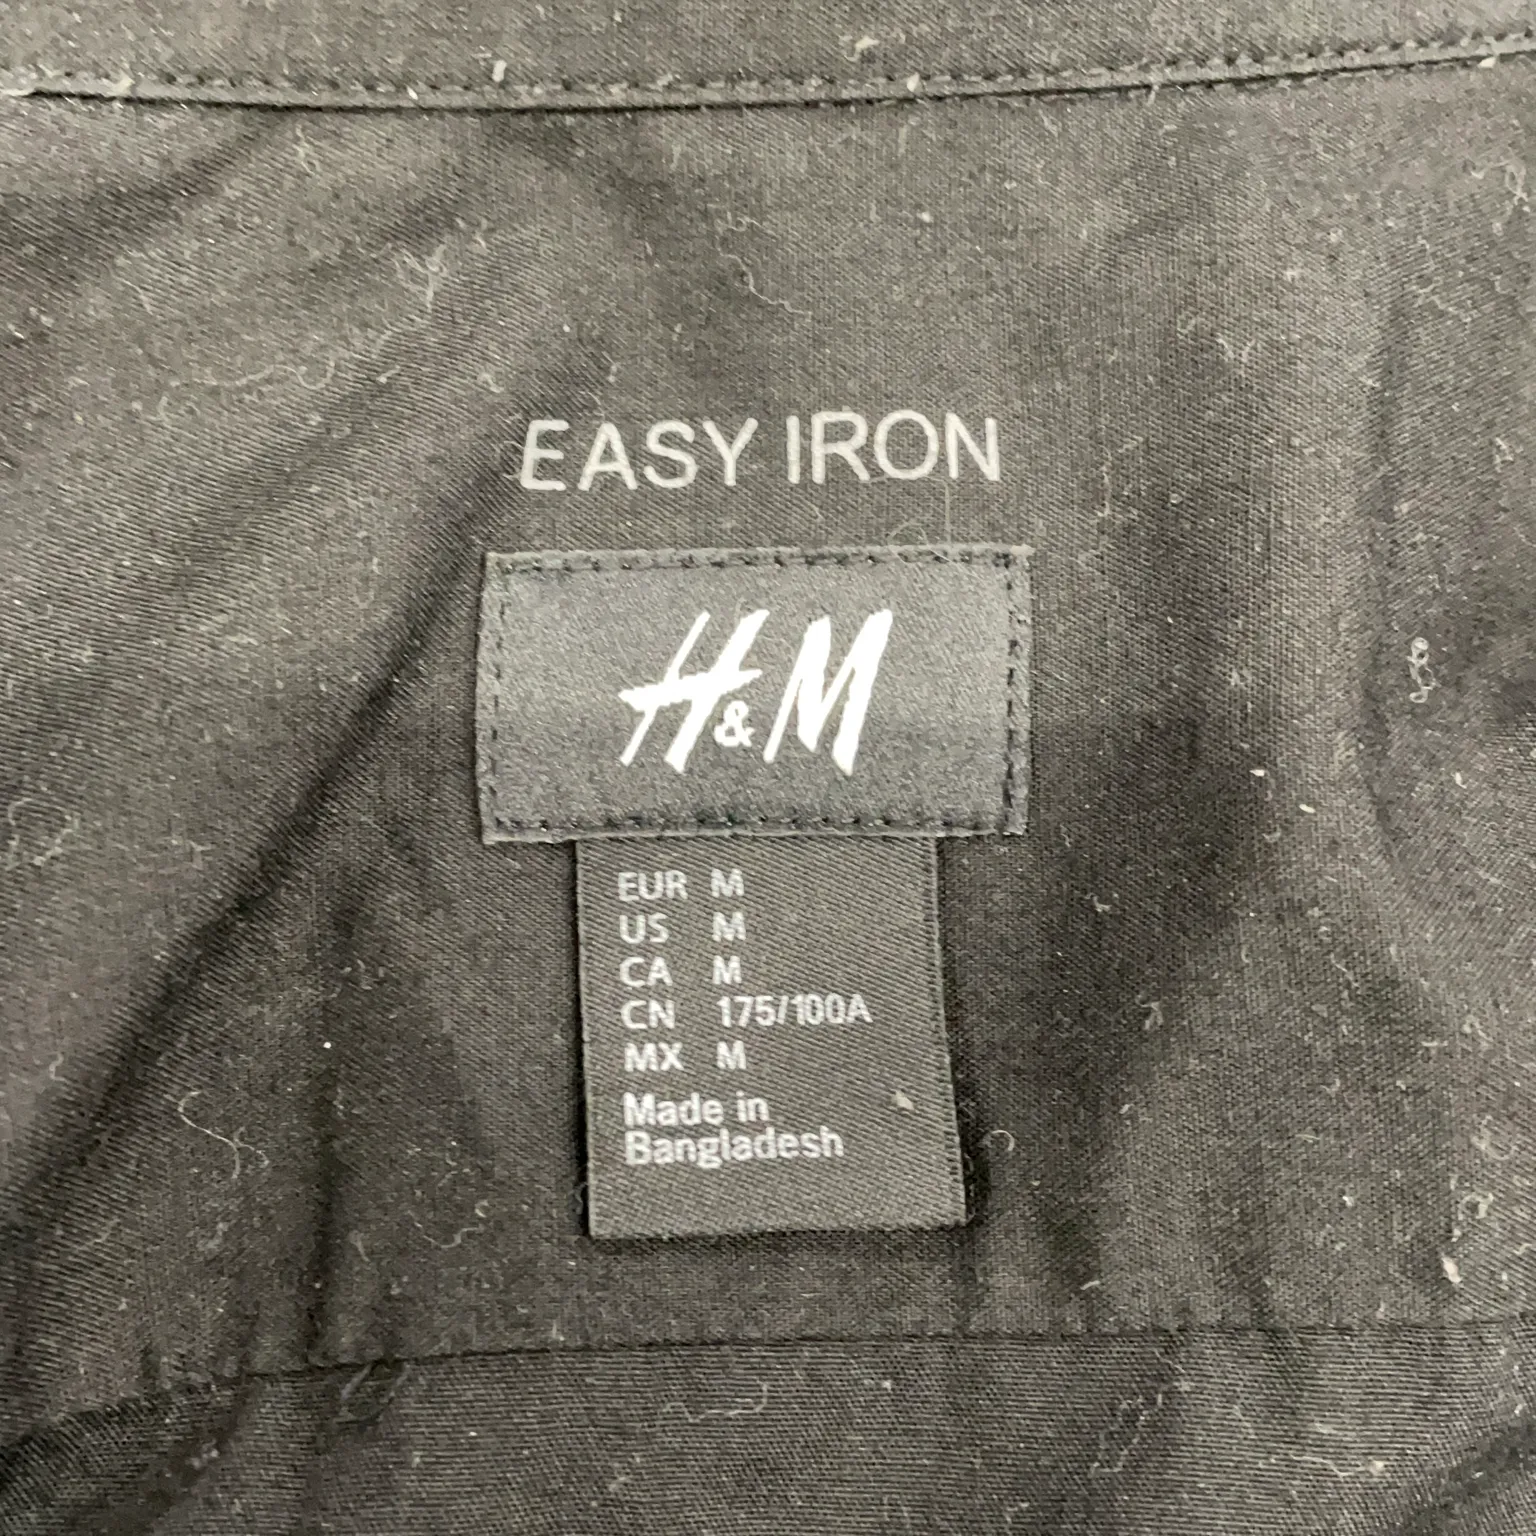 EASY IRON
H&M
EUR M
US M
CA M
CN 175/100A
MX M
Made in
Bangladesh